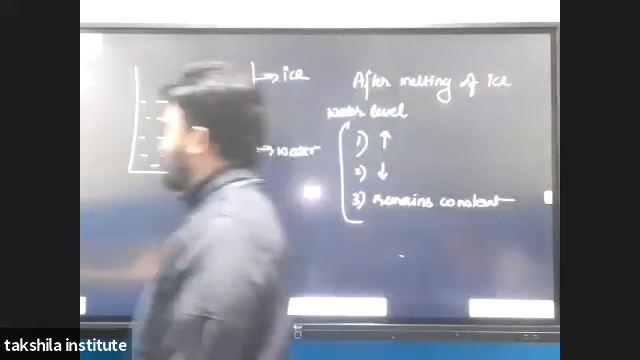 → ice
After melting of ice
water level
1) ↑
→ water
2) ↓
3) remains constant
takshila institute